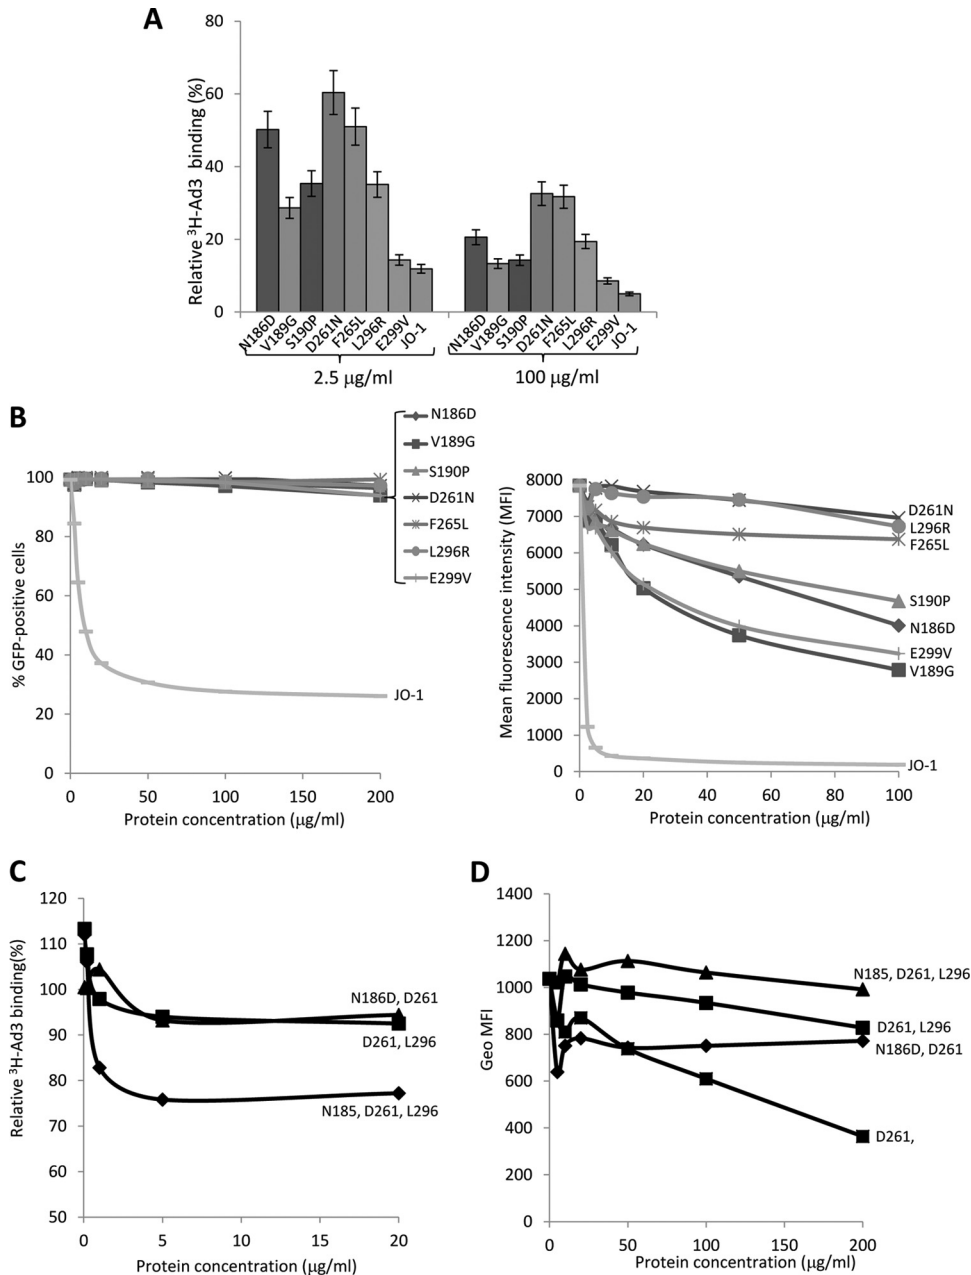 A
Relative ³H-Ad3 binding (%)
80
60
40
20
0
N186D
V189G
S190P
D261N
F265L
L296R
E299V
JO-1
N186D
V189G
S190P
D261N
F265L
L296R
E299V
JO-1
2.5 µg/ml
100 µg/ml
B
N186D
V189G
S190P
D261N
F265L
L296R
E299V
% GFP-positive cells
100
80
60
40
20
0
JO-1
0
50
100
150
200
Protein concentration (µg/ml)
Mean fluorescence intensity (MFI)
8000
7000
6000
5000
4000
3000
2000
1000
0
D261N
L296R
F265L
S190P
N186D
E299V
V189G
JO-1
0
20
40
60
80
100
Protein concentration (µg/ml)
C
Relative ³H-Ad3 binding(%)
120
110
100
90
80
70
60
50
N186D, D261
D261, L296
N185, D261, L296
0
5
10
15
20
Protein concentration (µg/ml)
D
Geo MFI
1400
1200
1000
800
600
400
200
0
N185, D261, L296
D261, L296
N186D, D261
D261,
0
50
100
150
200
Protein concentration (µg/ml)